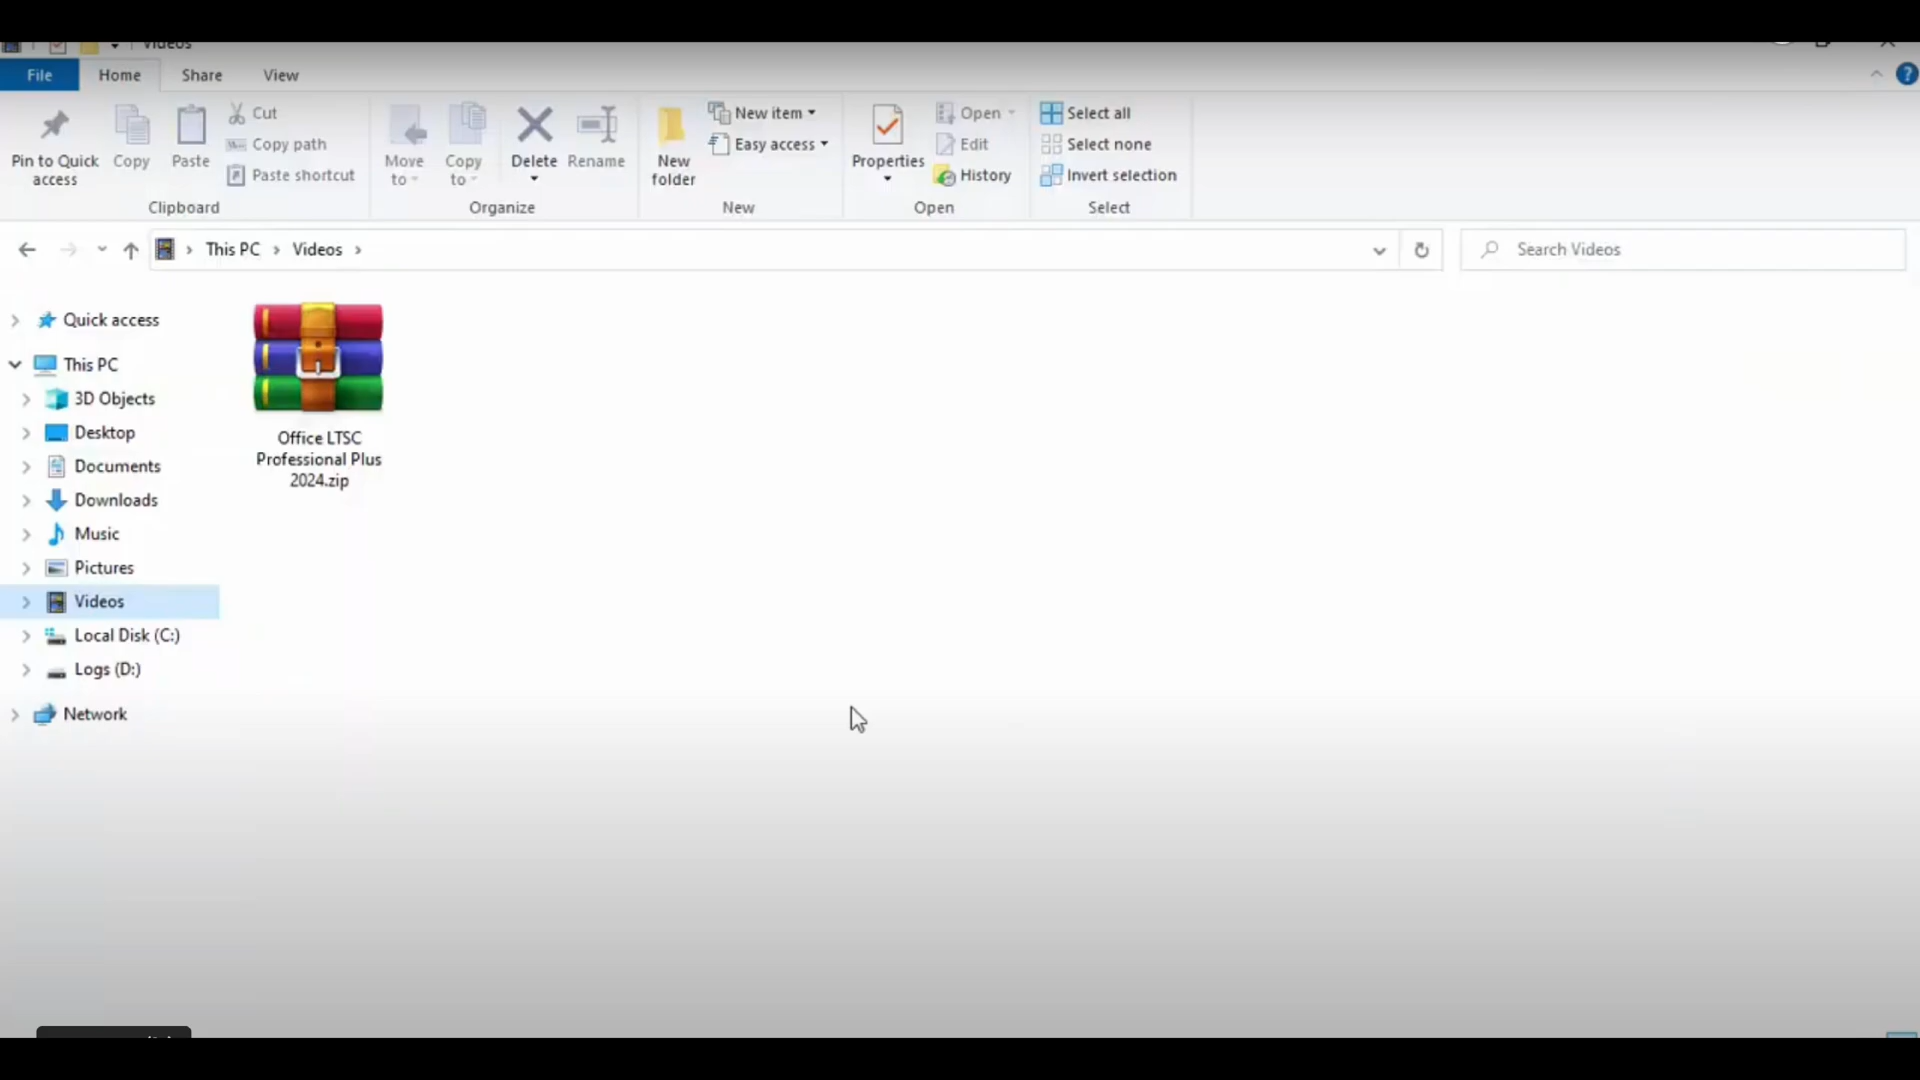 Videos
File Home Share View
Pin to Quick access
Copy
Paste
Cut
Copy path
Paste shortcut
Clipboard
Move to
Copy to
Delete
Rename
Organize
New folder
New item
Easy access
New
Properties
Open
Edit
History
Open
Select all
Select none
Invert selection
Select
This PC Videos
Search Videos
Quick access
This PC
3D Objects
Desktop
Documents
Downloads
Music
Pictures
Videos
Local Disk (C:)
Logs (D:)
Network
Office LTSC
Professional Plus
2024.zip